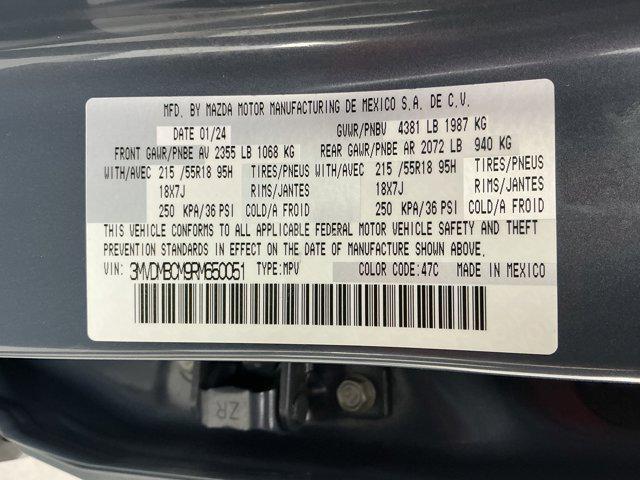 MFD. BY MAZDA MOTOR MANUFACTURING DE MEXICO S.A. DE C.V.
DATE 01/24 GVWR/PNBV 4381 LB 1987 KG
FRONT GAWR/PNBE AV 2355 LB 1068 KG REAR GAWR/PNBE AR 2072 LB 940 KG
WITH/AVEC 215 /55R18 95H TIRES/PNEUS WITH/AVEC 215 /55R18 95H TIRES/PNEUS
18X7J RIMS/JANTES 18X7J RIMS/JANTES
250 KPA/36 PSI COLD/A FROID 250 KPA/36 PSI COLD/A FROID
THIS VEHICLE CONFORMS TO ALL APPLICABLE FEDERAL MOTOR VEHICLE SAFETY AND THEFT
PREVENTION STANDARDS IN EFFECT ON THE DATE OF MANUFACTURE SHOWN ABOVE.
VIN: 3MVDMBCM9RM650051 TYPE:MPV COLOR CODE:47C MADE IN MEXICO
ZR